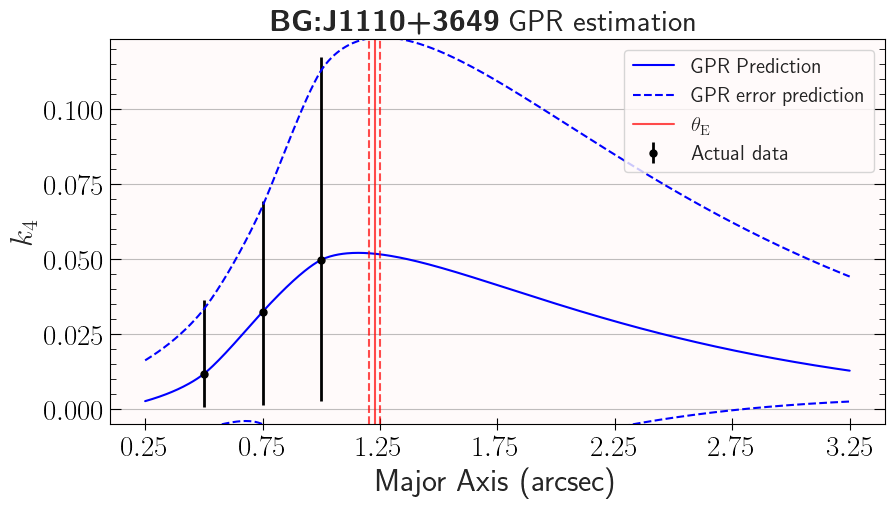 BG:J1110+3649 GPR estimation
GPR Prediction
GPR error prediction
θ_E
Actual data
k_4
0.100
0.075
0.050
0.025
0.000
0.25 0.75 1.25 1.75 2.25 2.75 3.25
Major Axis (arcsec)